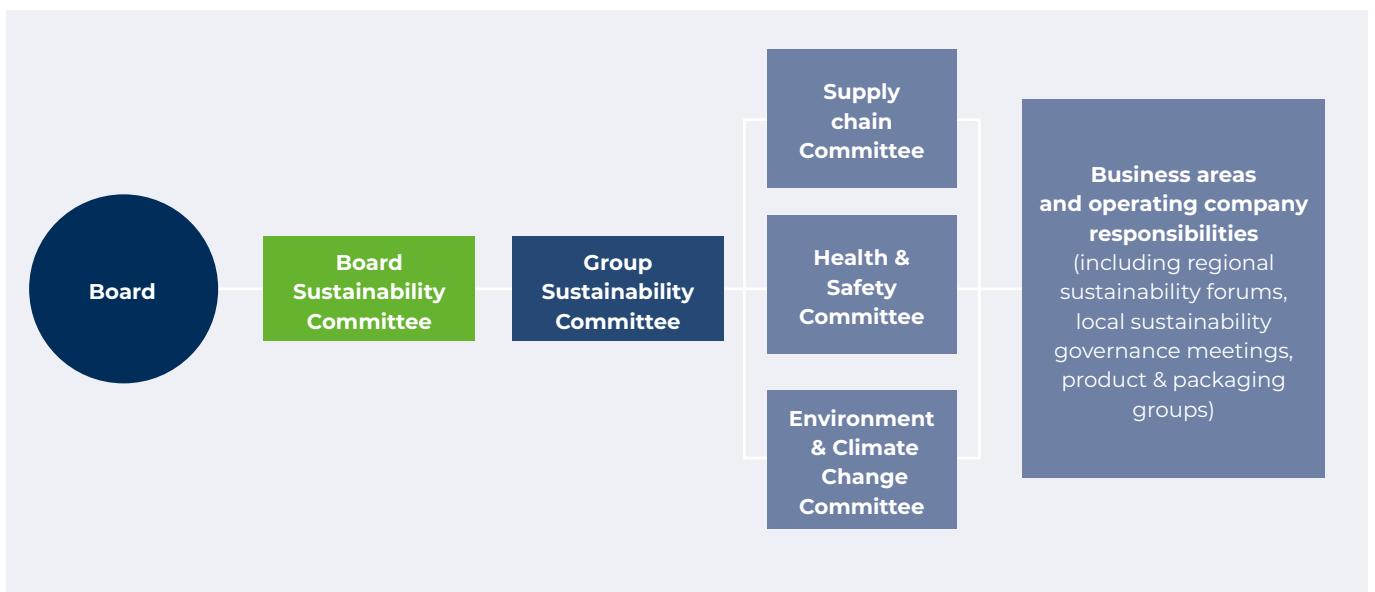 Board
Board
Sustainability
Committee
Group
Sustainability
Committee
Supply
chain
Committee
Health &
Safety
Committee
Environment
& Climate
Change
Committee
Business areas
and operating company
responsibilities
(including regional
sustainability forums,
local sustainability
governance meetings,
product & packaging
groups)